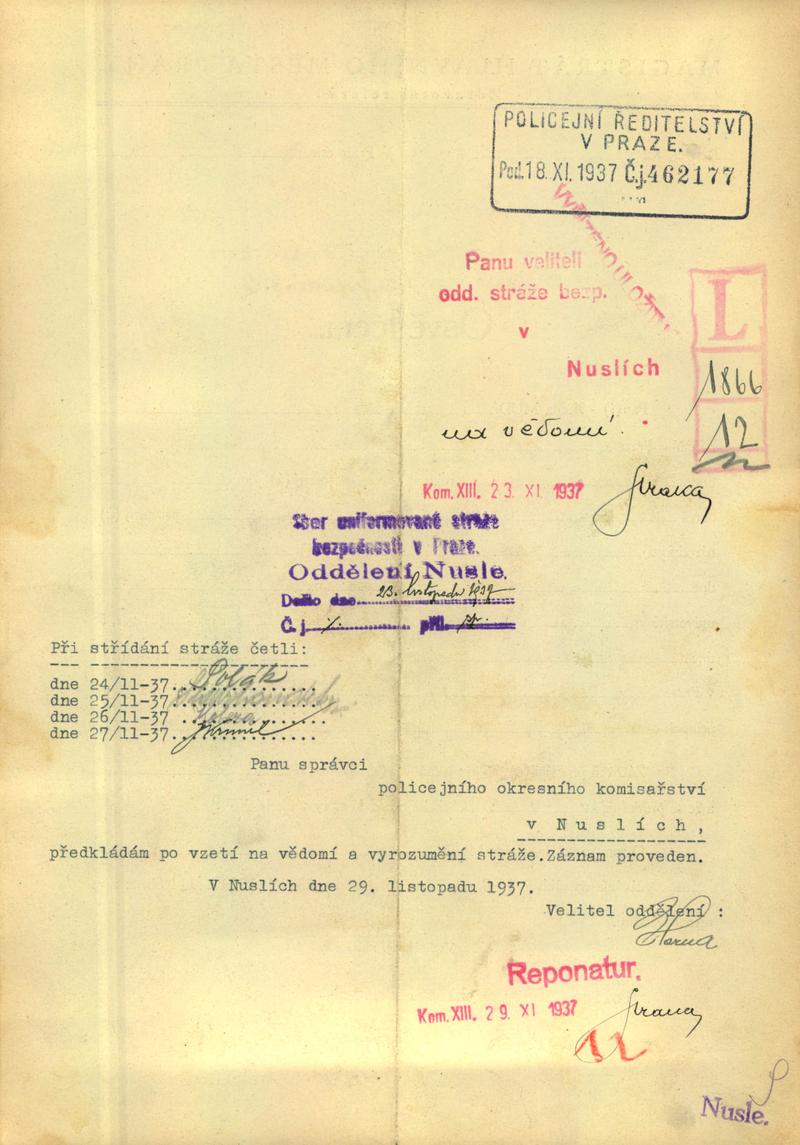 POLICEJNÍ ŘEDITELSTVÍ
V PRAZE.
Pod. 18. XI. 1937 Č.j. 462177
Panu veliteli
odd. stráže bezp.
v
Nuslích
L
1866
12
na vědomí.
Kom. XIII. 23. XI. 1937
Straka
Sbor uniformované stráže
bezpečnosti v Praze.
Oddělení Nusle.
Došlo dne 23. listopadu 1937
Č.j. příl.
Při střídání stráže četli:
dne 24/11-37 Polák
dne 25/11-37
dne 26/11-37
dne 27/11-37
Panu správci
policejního okresního komisařství
v Nuslích,
předkládám po vzetí na vědomí a vyrozumění stráže.Záznam proveden.
V Nuslích dne 29. listopadu 1937.
Velitel oddělení :
Reponatur.
Kom. XIII. 29. XI 1937
Straka
Nusle.